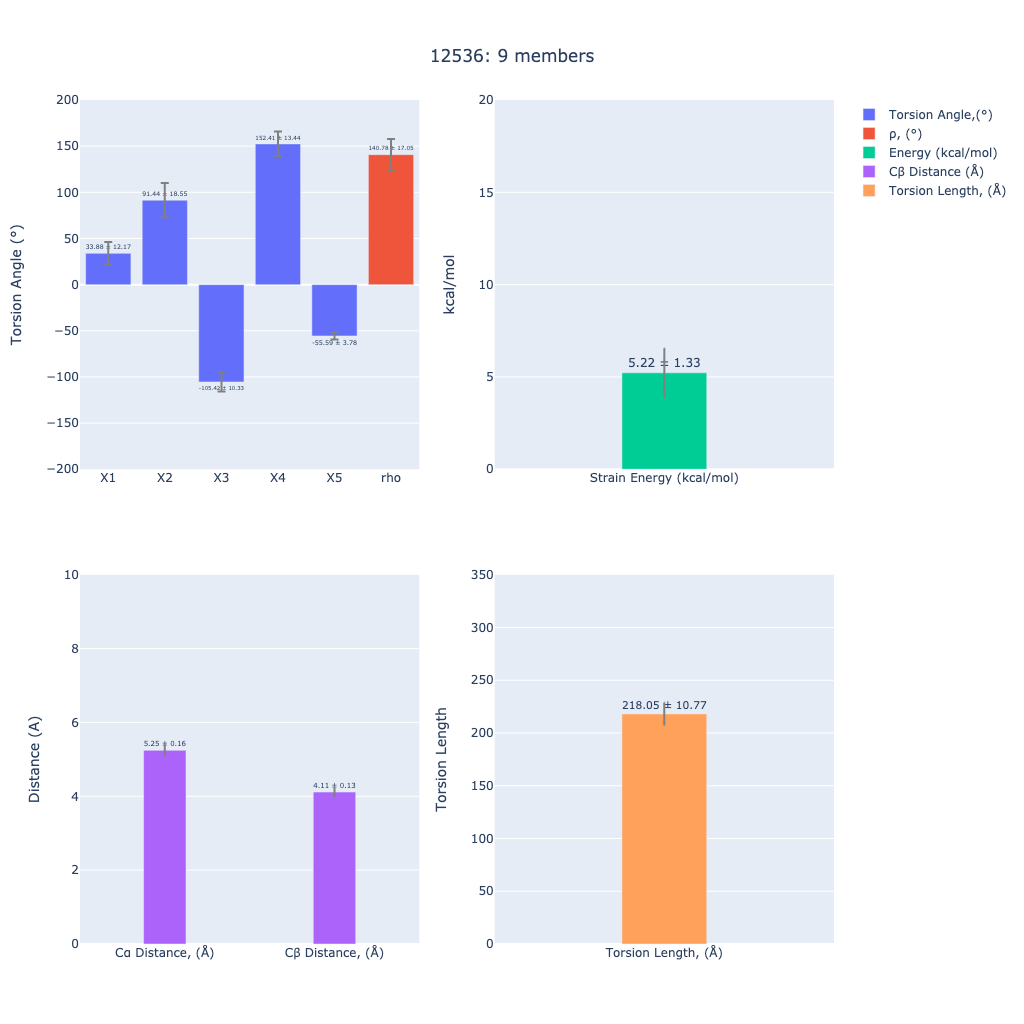 12536: 9 members
Torsion Angle (°)
200
150
100
50
0
−50
−100
−150
−200
33.88 ± 12.17
91.44 ± 18.55
-105.42 ± 10.33
152.41 ± 13.44
-55.59 ± 3.78
140.78 ± 17.05
X1
X2
X3
X4
X5
rho
kcal/mol
20
15
10
5
0
5.22 ± 1.33
Strain Energy (kcal/mol)
Torsion Angle,(°)
ρ, (°)
Energy (kcal/mol)
Cβ Distance (Å)
Torsion Length, (Å)
Distance (A)
10
8
6
4
2
0
5.25 ± 0.16
4.11 ± 0.13
Cα Distance, (Å)
Cβ Distance, (Å)
Torsion Length
350
300
250
200
150
100
50
0
218.05 ± 10.77
Torsion Length, (Å)